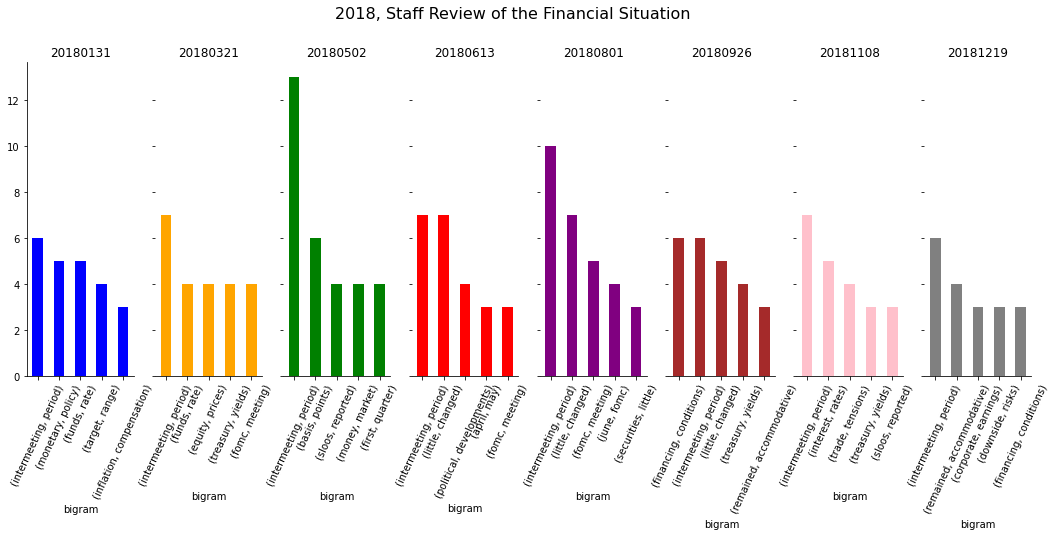 2018, Staff Review of the Financial Situation
20180131 20180321 20180502 20180613 20180801 20180926 20181108 20181219
12
10
8
6
4
2
0
(intermeeting, period)
(monetary, policy)
(funds, rate)
(target, range)
(inflation, compensation)
bigram
(intermeeting, period)
(funds, rate)
(equity, prices)
(treasury, yields)
(fomc, meeting)
bigram
(intermeeting, period)
(basis, points)
(sloos, reported)
(money, market)
(first, quarter)
bigram
(intermeeting, period)
(little, changed)
(political, developments)
(april, may)
(fomc, meeting)
bigram
(intermeeting, period)
(little, changed)
(fomc, meeting)
(june, fomc)
(securities, little)
bigram
(financing, conditions)
(intermeeting, period)
(little, changed)
(treasury, yields)
(remained, accommodative)
bigram
(intermeeting, period)
(interest, rates)
(trade, tensions)
(treasury, yields)
(sloos, reported)
bigram
(intermeeting, period)
(remained, accommodative)
(corporate, earnings)
(downside, risks)
(financing, conditions)
bigram